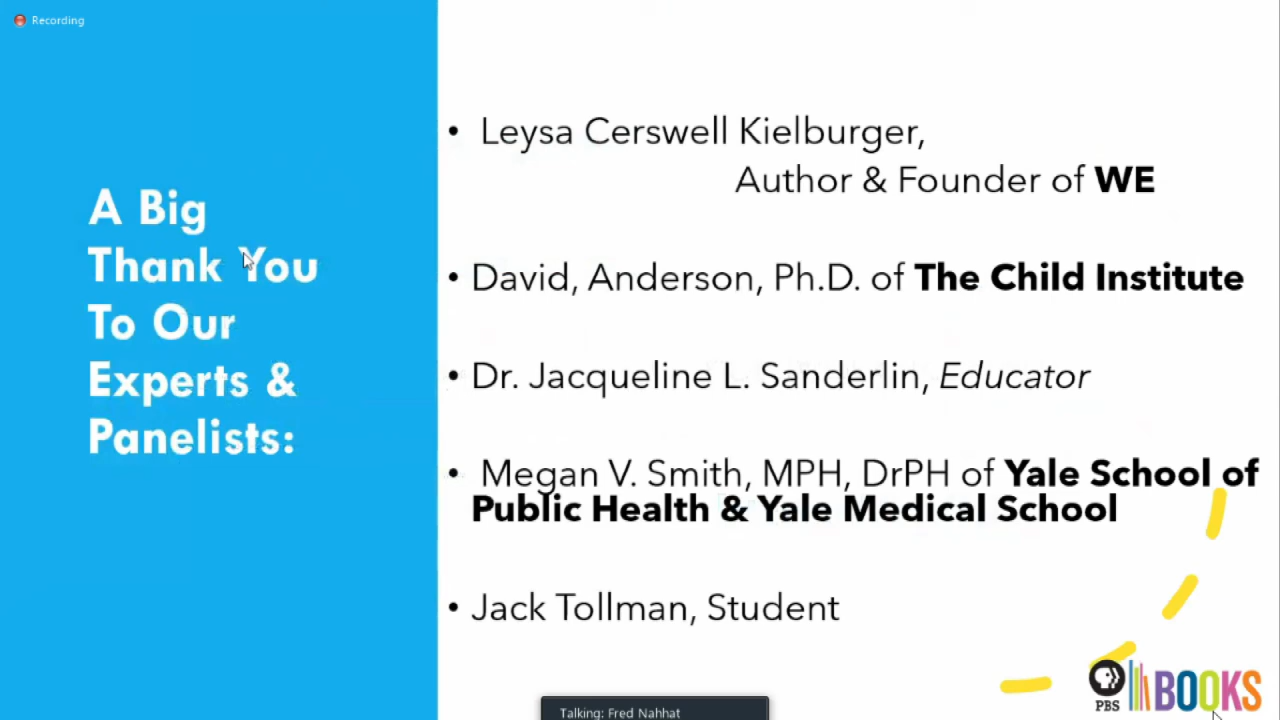 Recording
A Big
Thank You
To Our
Experts &
Panelists:
• Leysa Cerswell Kielburger,
Author & Founder of WE
• David, Anderson, Ph.D. of The Child Institute
• Dr. Jacqueline L. Sanderlin, Educator
• Megan V. Smith, MPH, DrPH of Yale School of
Public Health & Yale Medical School
• Jack Tollman, Student
PBS BOOKS
Talking: Fred Nahhat